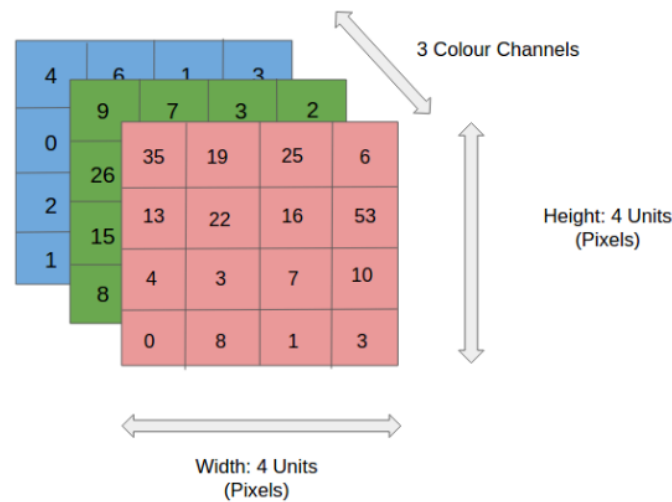 3 Colour Channels
4 6 1 3
9 7 3 2
0
35 19 25 6
26
Height: 4 Units
(Pixels)
2
13 22 16 53
15
1
4 3 7 10
8
0 8 1 3
Width: 4 Units
(Pixels)